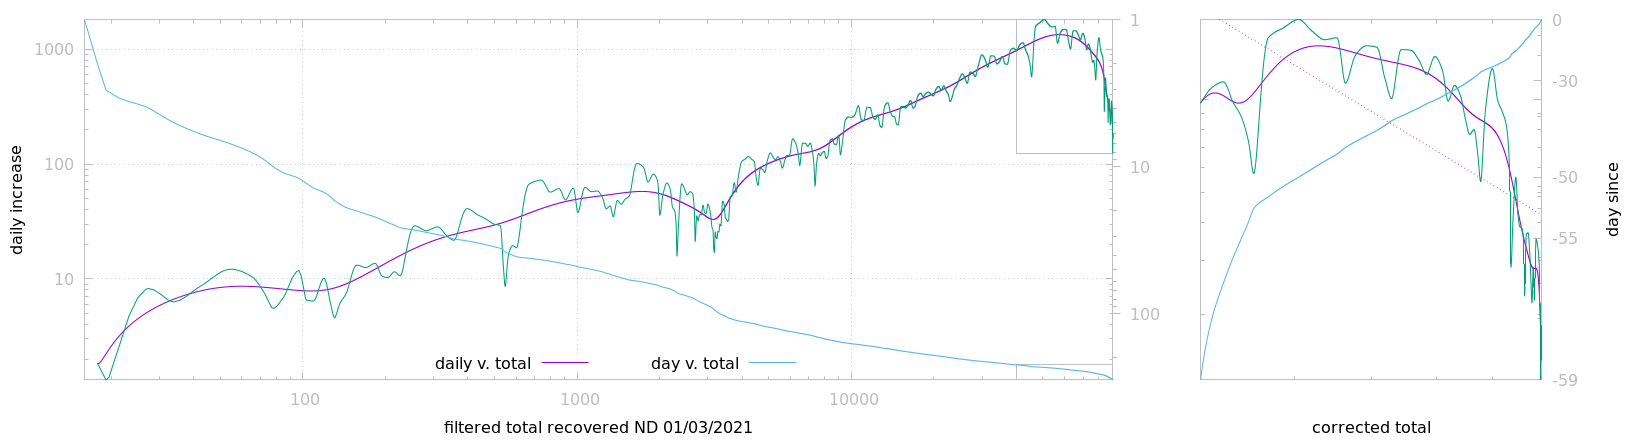 daily increase
1000
100
10
daily v. total
day v. total
100
1000
10000
filtered total recovered ND 01/03/2021
1
10
100
0
-30
-50
-55
-59
day since
corrected total